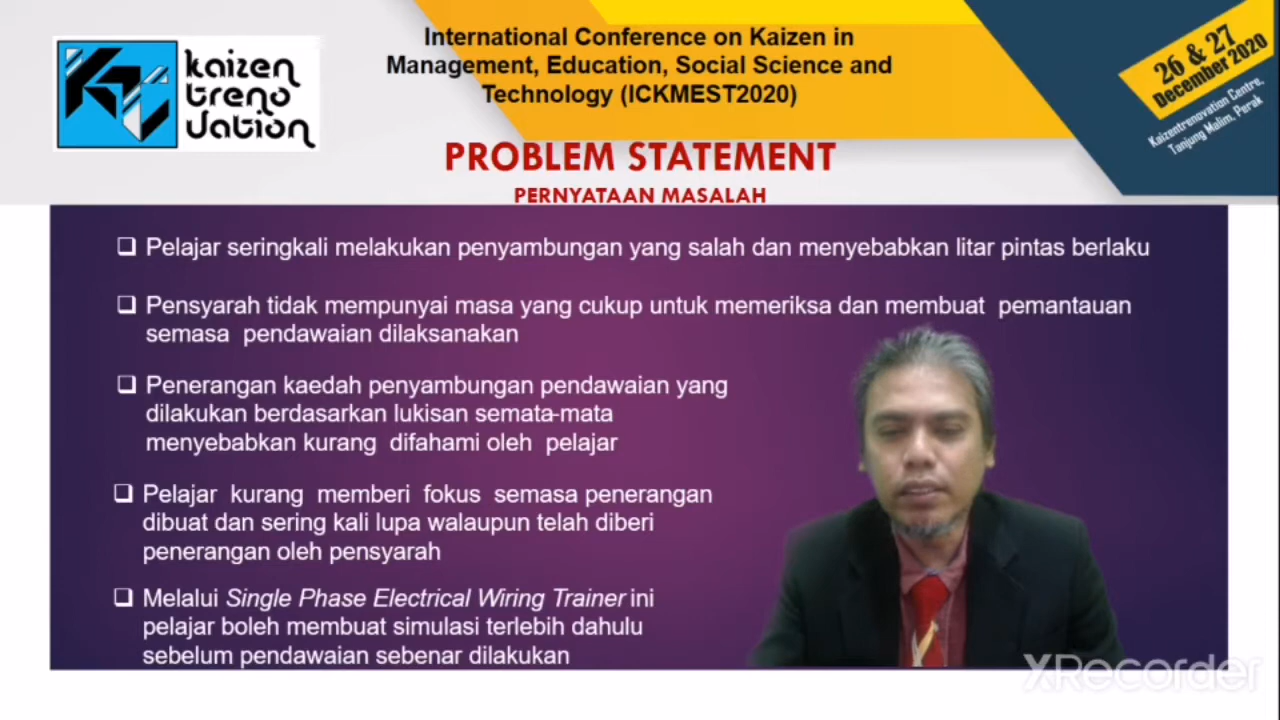 International Conference on Kaizen in
Management, Education, Social Science and
Technology (ICKMEST2020)
26 & 27
December 2020
Kaizentrenovation Centre,
Tanjung Malim, Perak
kaizen
treno
vation
PROBLEM STATEMENT
PERNYATAAN MASALAH
Pelajar seringkali melakukan penyambungan yang salah dan menyebabkan litar pintas berlaku
Pensyarah tidak mempunyai masa yang cukup untuk memeriksa dan membuat pemantauan
semasa pendawaian dilaksanakan
Penerangan kaedah penyambungan pendawaian yang
dilakukan berdasarkan lukisan semata-mata
menyebabkan kurang difahami oleh pelajar
Pelajar kurang memberi fokus semasa penerangan
dibuat dan sering kali lupa walaupun telah diberi
penerangan oleh pensyarah
Melalui Single Phase Electrical Wiring Trainer ini
pelajar boleh membuat simulasi terlebih dahulu
sebelum pendawaian sebenar dilakukan
XRecorder